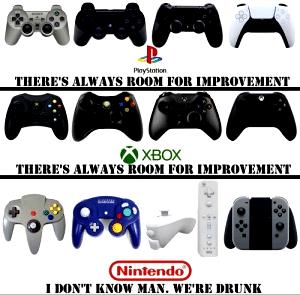 PlayStation
THERE'S ALWAYS ROOM FOR IMPROVEMENT
XBOX
THERE'S ALWAYS ROOM FOR IMPROVEMENT
Nintendo
I DON'T KNOW MAN. WE'RE DRUNK